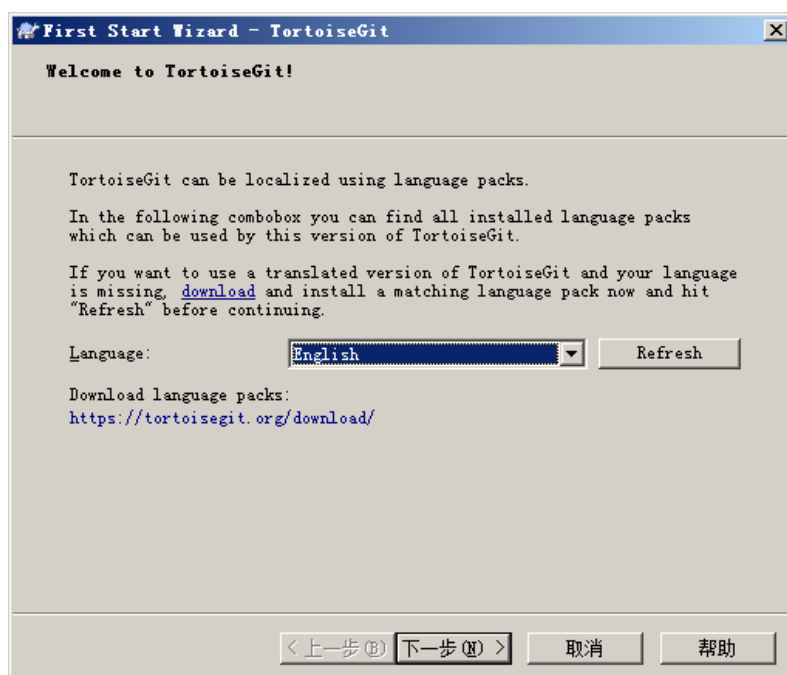 First Start Wizard - TortoiseGit
Welcome to TortoiseGit!
TortoiseGit can be localized using language packs.
In the following combobox you can find all installed language packs
which can be used by this version of TortoiseGit.
If you want to use a translated version of TortoiseGit and your language
is missing, download and install a matching language pack now and hit
"Refresh" before continuing.
Language: English Refresh
Download language packs:
https://tortoisegit.org/download/
< 上一步(B) 下一步(N) > 取消 帮助